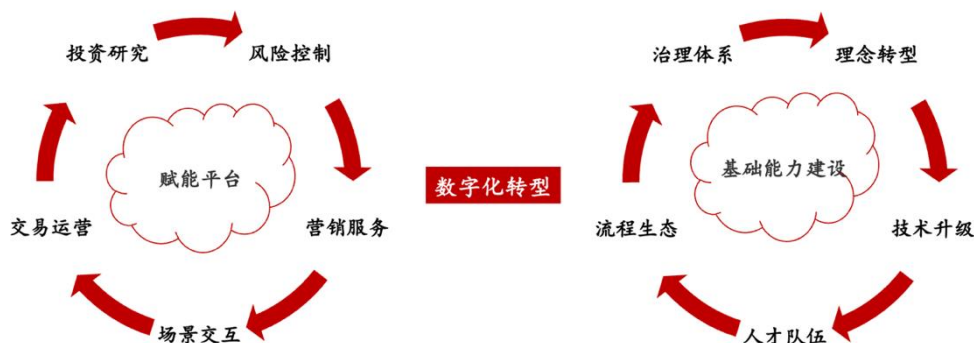 投资研究
风险控制
赋能平台
交易运营
营销服务
场景交互
数字化转型
治理体系
理念转型
基础能力建设
流程生态
技术升级
人才队伍